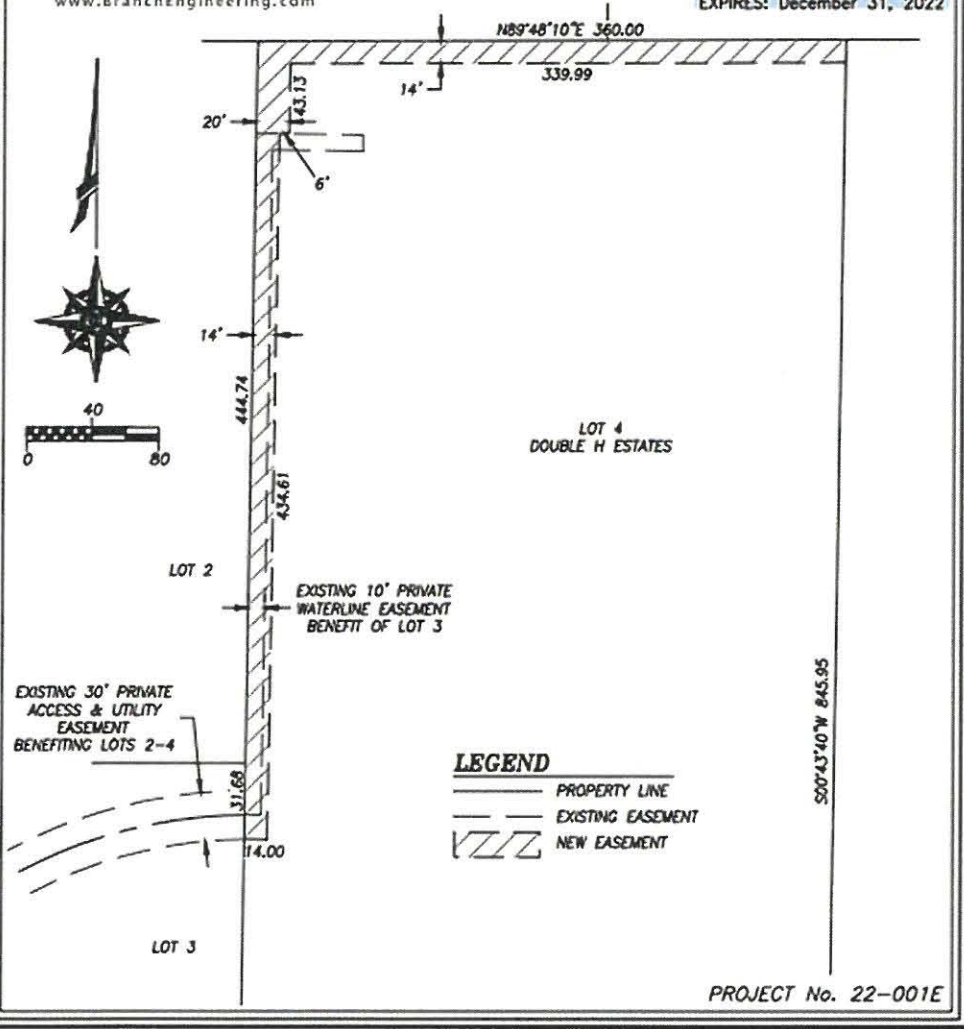 www.BranchEngineering.com
EXPIRES: December 31, 2022
N89°48'10"E 360.00
339.99
14'
43.13
20'
6'
14'
444.74
434.61
40
0 80
LOT 4
DOUBLE H ESTATES
LOT 2
EXISTING 10' PRIVATE
WATERLINE EASEMENT
BENEFIT OF LOT 3
EXISTING 30' PRIVATE
ACCESS & UTILITY
EASEMENT
BENEFITING LOTS 2-4
31.68
14.00
S00°43'40"W 845.95
LEGEND
PROPERTY LINE
EXISTING EASEMENT
NEW EASEMENT
LOT 3
PROJECT No. 22-001E